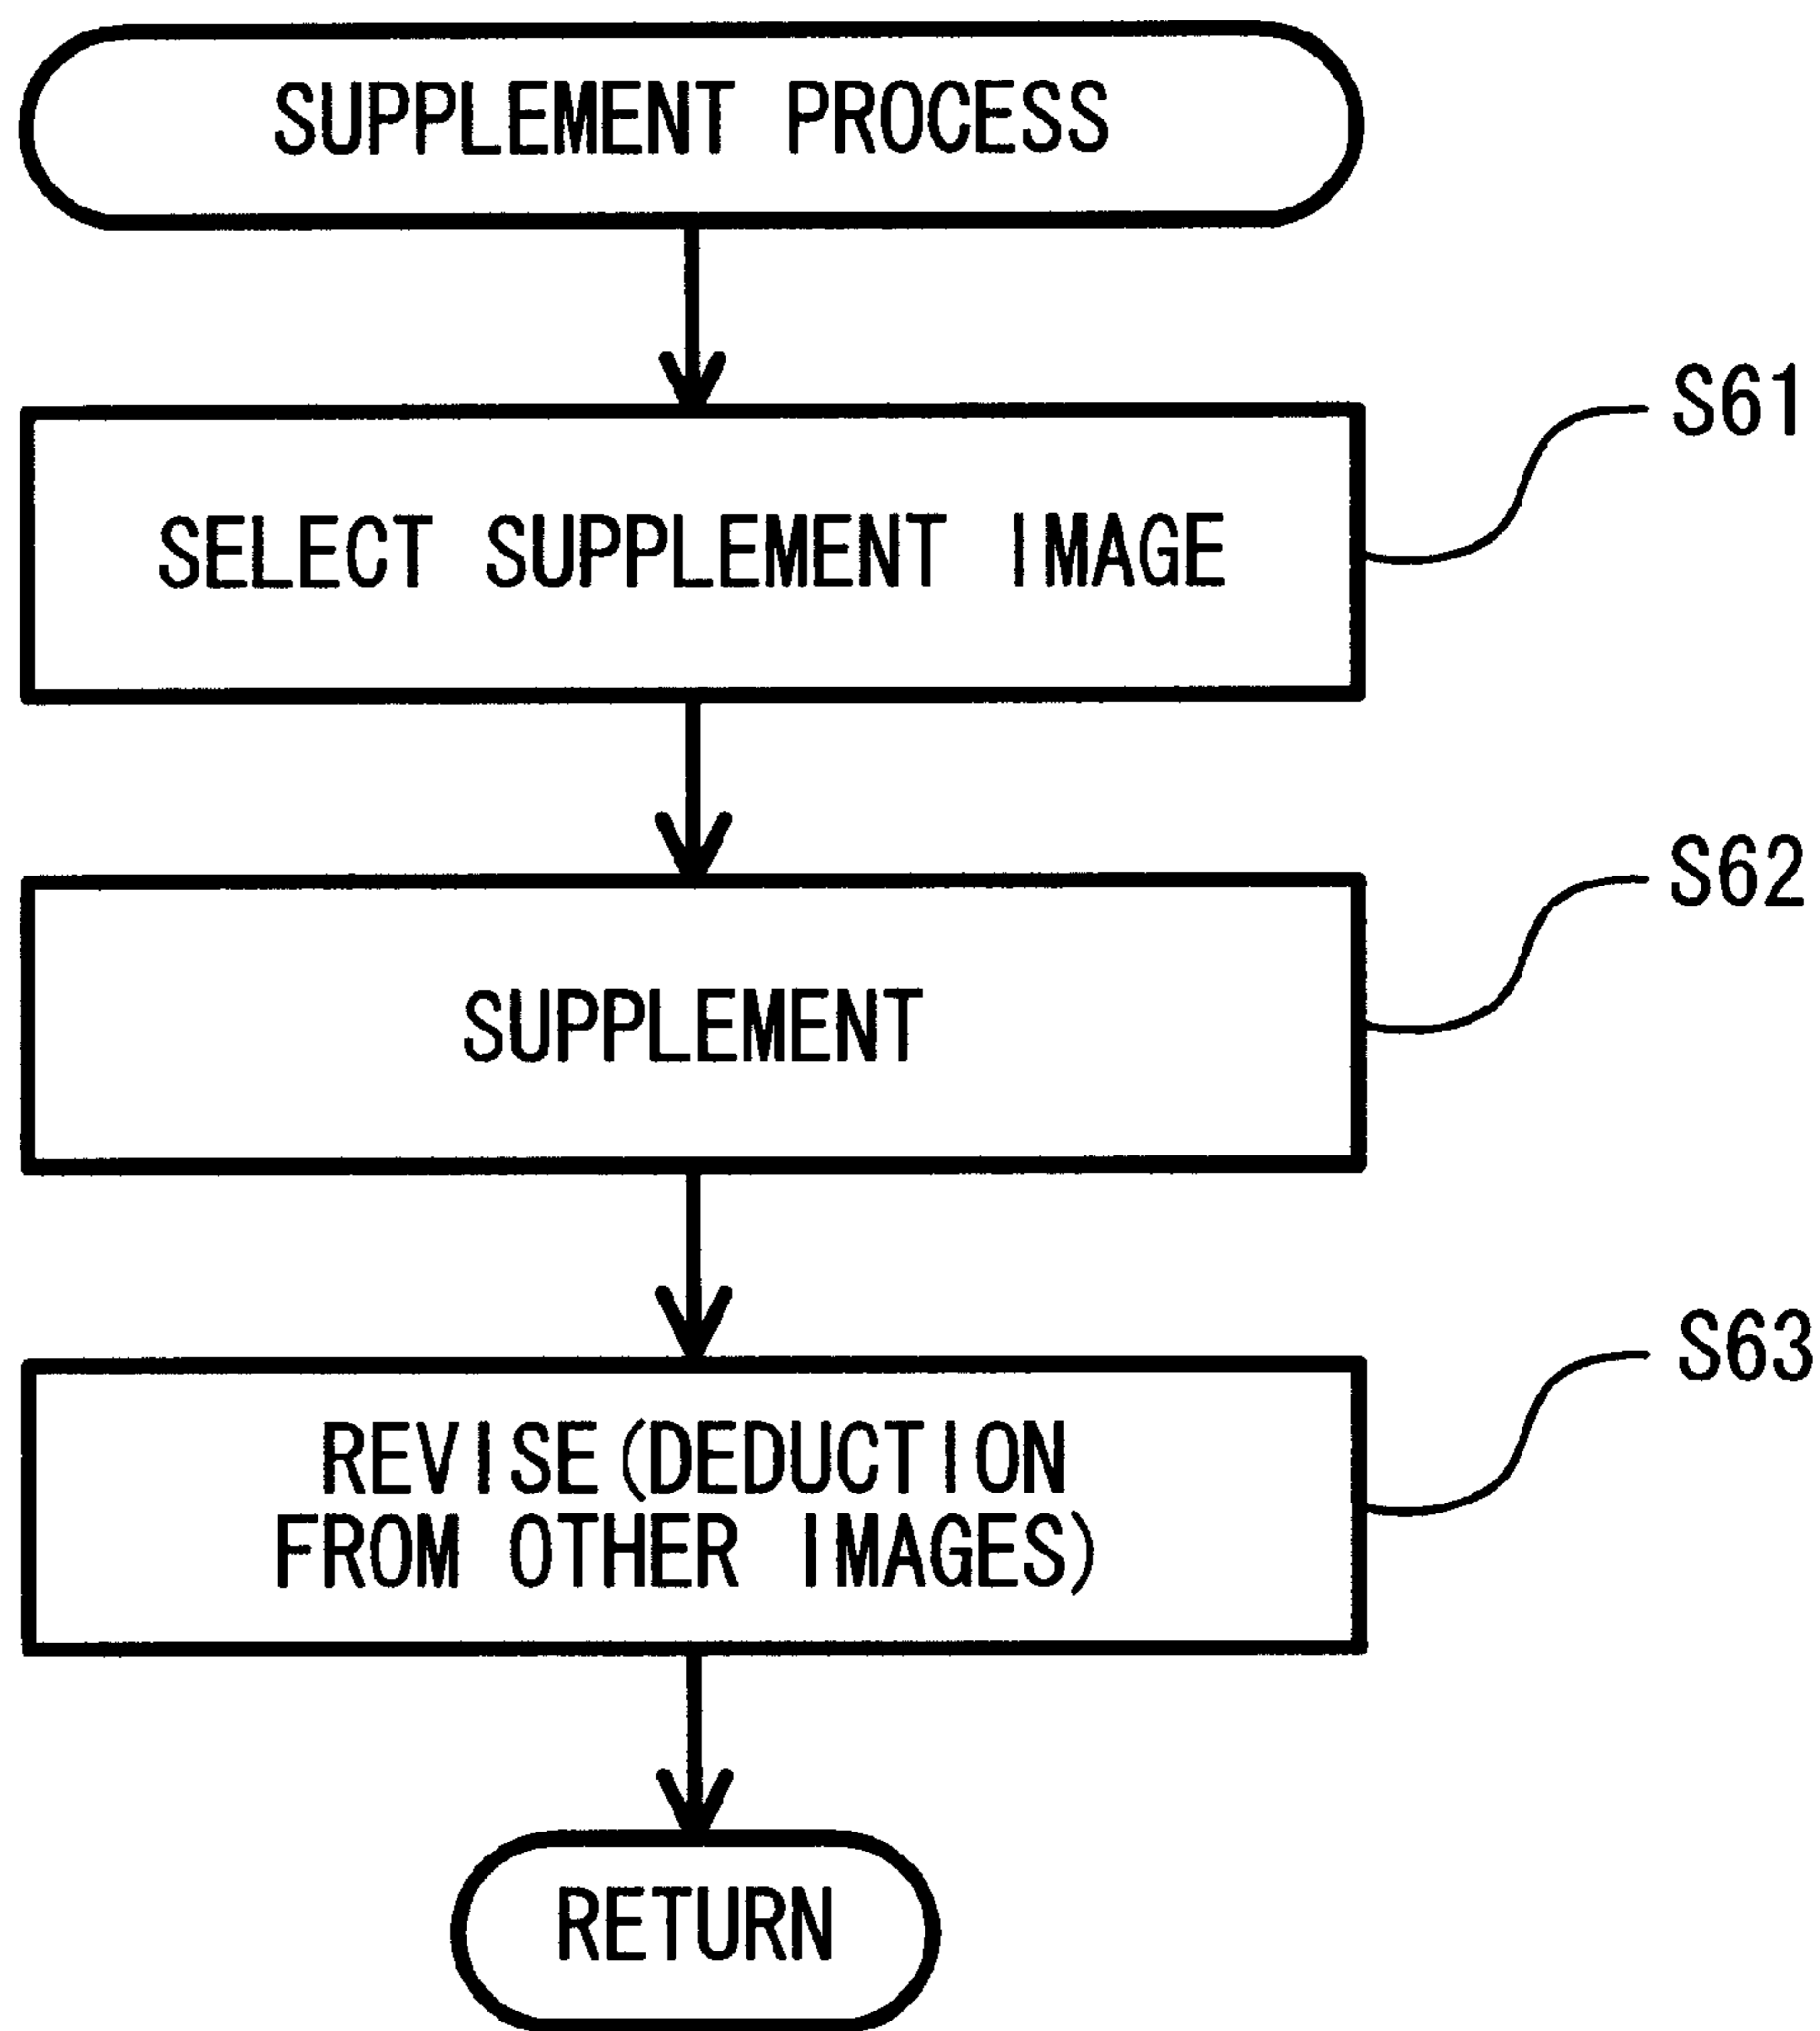 SUPPLEMENT PROCESS
S61
SELECT SUPPLEMENT IMAGE
S62
SUPPLEMENT
S63
REVISE(DEDUCTION
FROM OTHER IMAGES)
RETURN